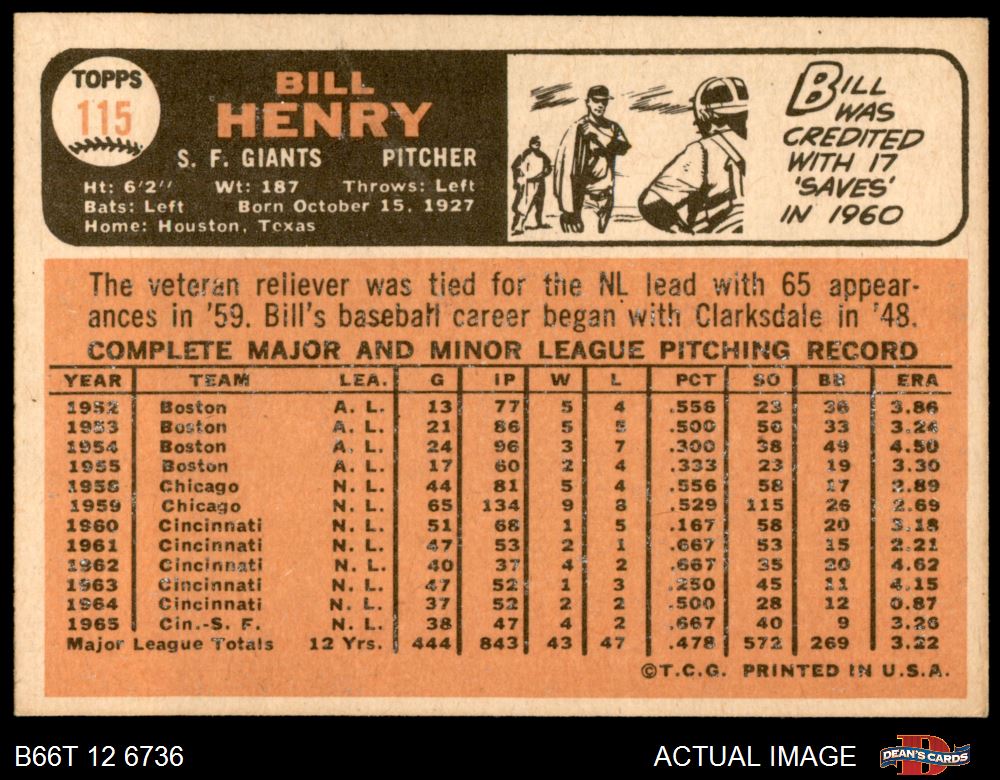 TOPPS
115
BILL
HENRY
S. F. GIANTS PITCHER
Ht: 6'2" Wt: 187 Throws: Left
Bats: Left Born October 15, 1927
Home: Houston, Texas
BILL
WAS
CREDITED
WITH 17
'SAVES'
IN 1960
The veteran reliever was tied for the NL lead with 65 appear-
ances in '59. Bill's baseball career began with Clarksdale in '48.
COMPLETE MAJOR AND MINOR LEAGUE PITCHING RECORD
YEAR TEAM LEA. G IP W L PCT SO BB ERA
1952 Boston A. L. 13 77 5 4 .556 23 36 3.86
1953 Boston A. L. 21 86 5 5 .500 56 33 3.24
1954 Boston A. L. 24 96 3 7 .300 38 49 4.50
1955 Boston A. L. 17 60 2 4 .333 23 19 3.30
1958 Chicago N. L. 44 81 5 4 .556 58 17 2.89
1959 Chicago N. L. 65 134 9 8 .529 115 26 2.69
1960 Cincinnati N. L. 51 68 1 5 .167 58 20 3.18
1961 Cincinnati N. L. 47 53 2 1 .667 53 15 2.21
1962 Cincinnati N. L. 40 37 4 2 .667 35 20 4.62
1963 Cincinnati N. L. 47 52 1 3 .250 45 11 4.15
1964 Cincinnati N. L. 37 52 2 2 .500 28 12 0.87
1965 Cin.-S. F. N. L. 38 47 4 2 .667 40 9 3.26
Major League Totals 12 Yrs. 444 843 43 47 .478 572 269 3.22
©T.C.G. PRINTED IN U.S.A.
B66T 12 6736
ACTUAL IMAGE
DEAN'S CARDS